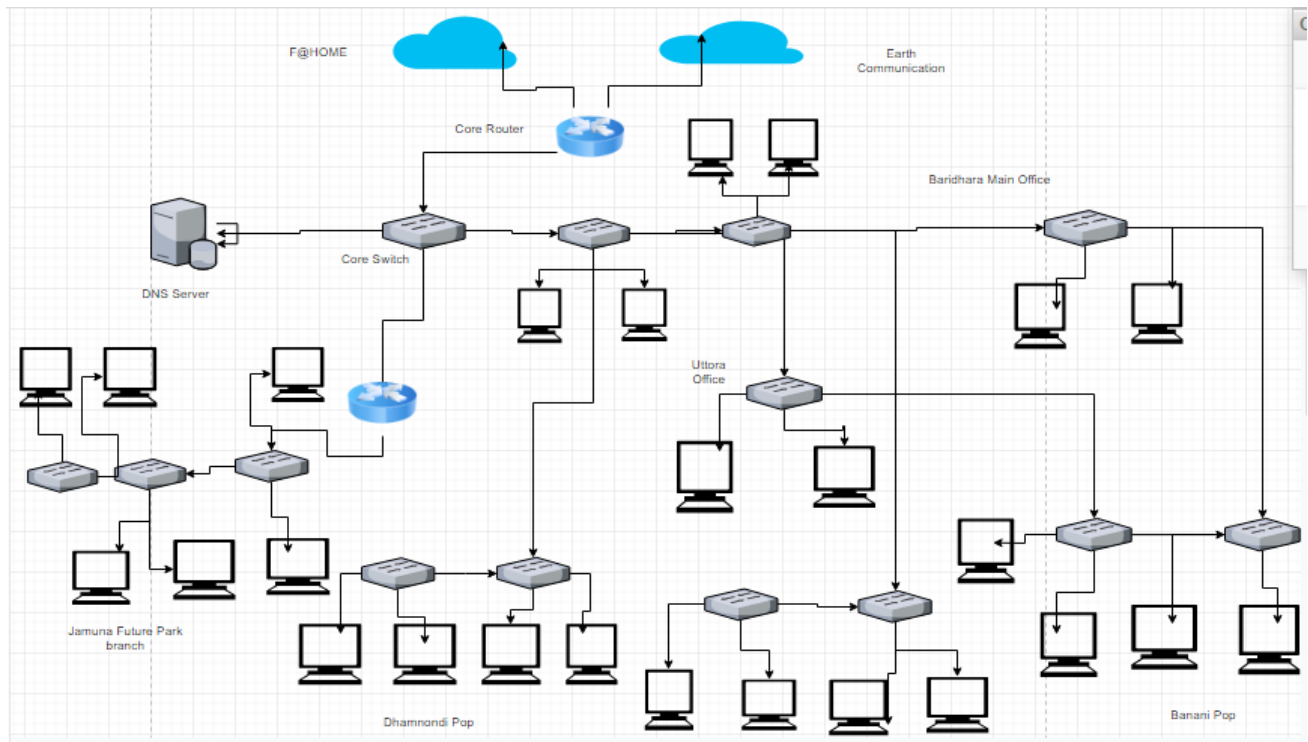 F@HOME
Earth
Communication
Core Router
Baridhara Main Office
Core Switch
DNS Server
Uttora
Office
Jamuna Future Park
branch
Dhamnondi Pop
Banani Pop